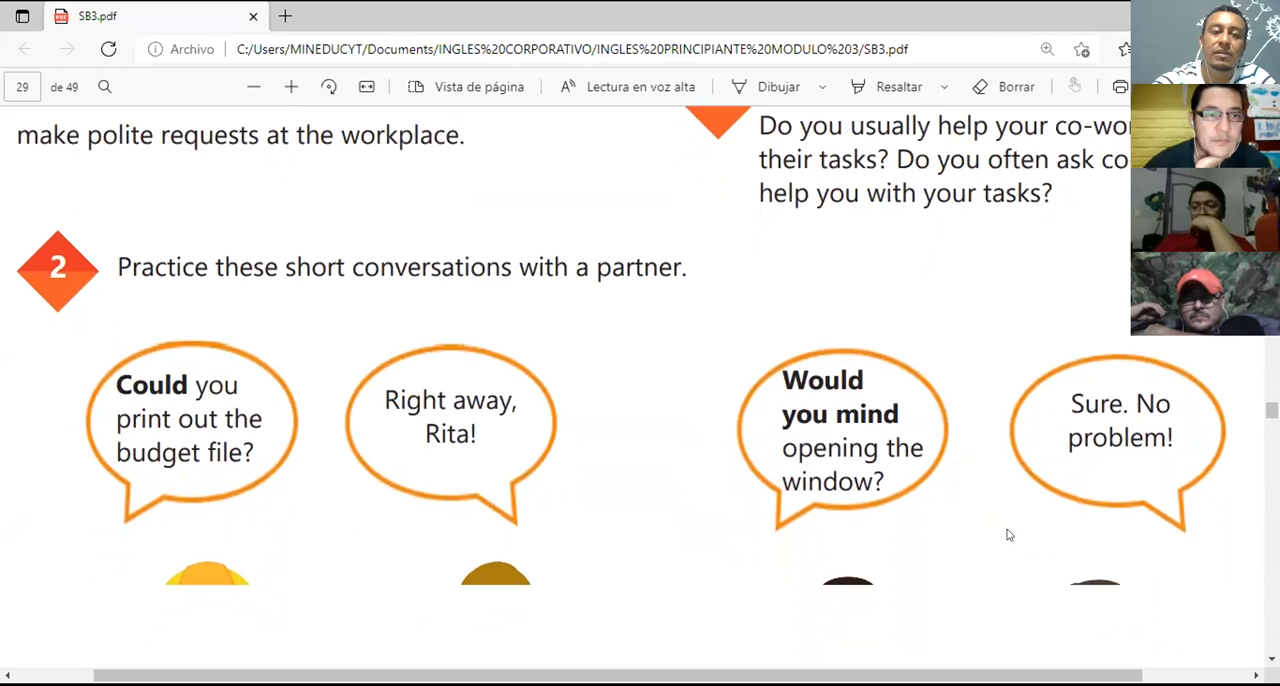 SB3.pdf
Archivo
C:/Users/MINEDUCYT/Documents/INGLES%20CORPORATIVO/INGLES%20PRINCIPIANTE%20MODULO%203/SB3.pdf
29
de 49
Vista de página
Lectura en voz alta
Dibujar
Resaltar
Borrar
make polite requests at the workplace.
Do you usually help your co-wo
their tasks? Do you often ask co
help you with your tasks?
2
Practice these short conversations with a partner.
Could you
print out the
budget file?
Right away,
Rita!
Would
you mind
opening the
window?
Sure. No
problem!